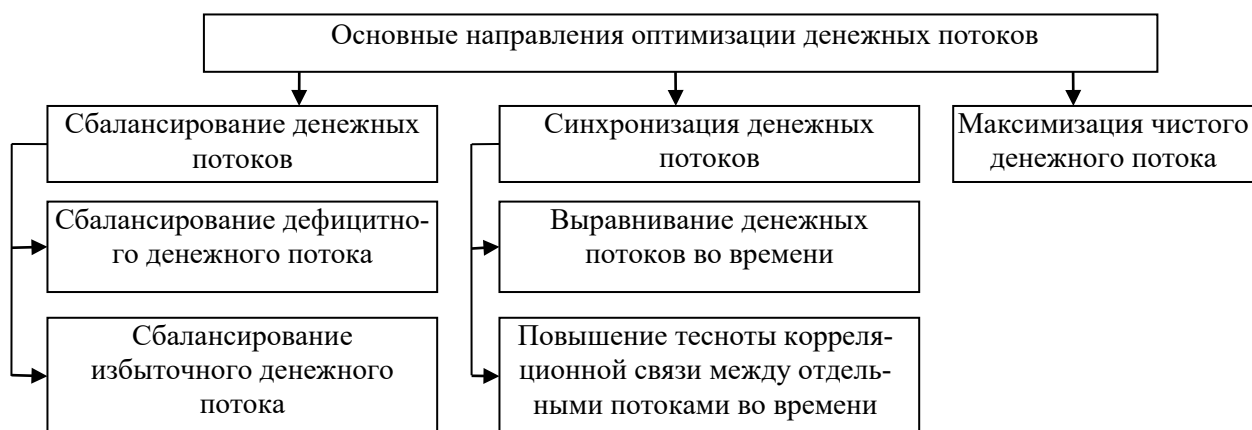 Основные направления оптимизации денежных потоков
Сбалансирование денежных
потоков
Синхронизация денежных
потоков
Максимизация чистого
денежного потока
Сбалансирование дефицитно-
го денежного потока
Выравнивание денежных
потоков во времени
Сбалансирование
избыточного денежного
потока
Повышение тесноты корреля-
ционной связи между отдель-
ными потоками во времени